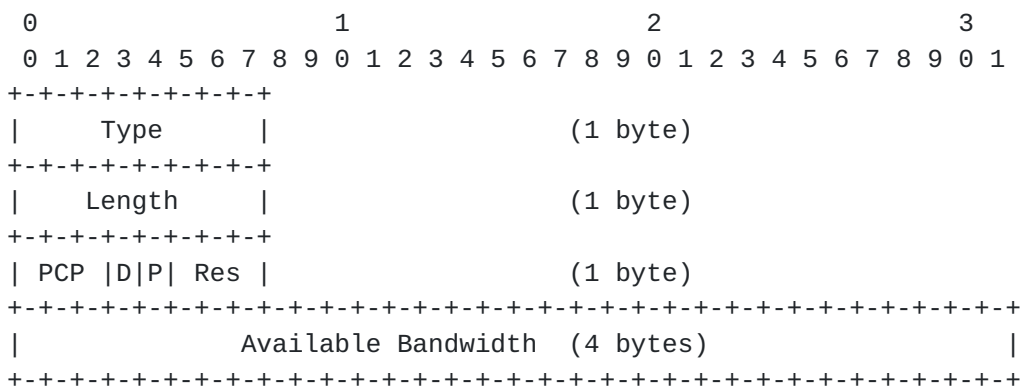 0                   1                   2                   3
 0 1 2 3 4 5 6 7 8 9 0 1 2 3 4 5 6 7 8 9 0 1 2 3 4 5 6 7 8 9 0 1
+-+-+-+-+-+-+-+-+
|     Type      |                   (1 byte)
+-+-+-+-+-+-+-+-+
|    Length     |                   (1 byte)
+-+-+-+-+-+-+-+-+
| PCP |D|P| Res |                   (1 byte)
+-+-+-+-+-+-+-+-+-+-+-+-+-+-+-+-+-+-+-+-+-+-+-+-+-+-+-+-+-+-+-+-+
|              Available Bandwidth  (4 bytes)                   |
+-+-+-+-+-+-+-+-+-+-+-+-+-+-+-+-+-+-+-+-+-+-+-+-+-+-+-+-+-+-+-+-+